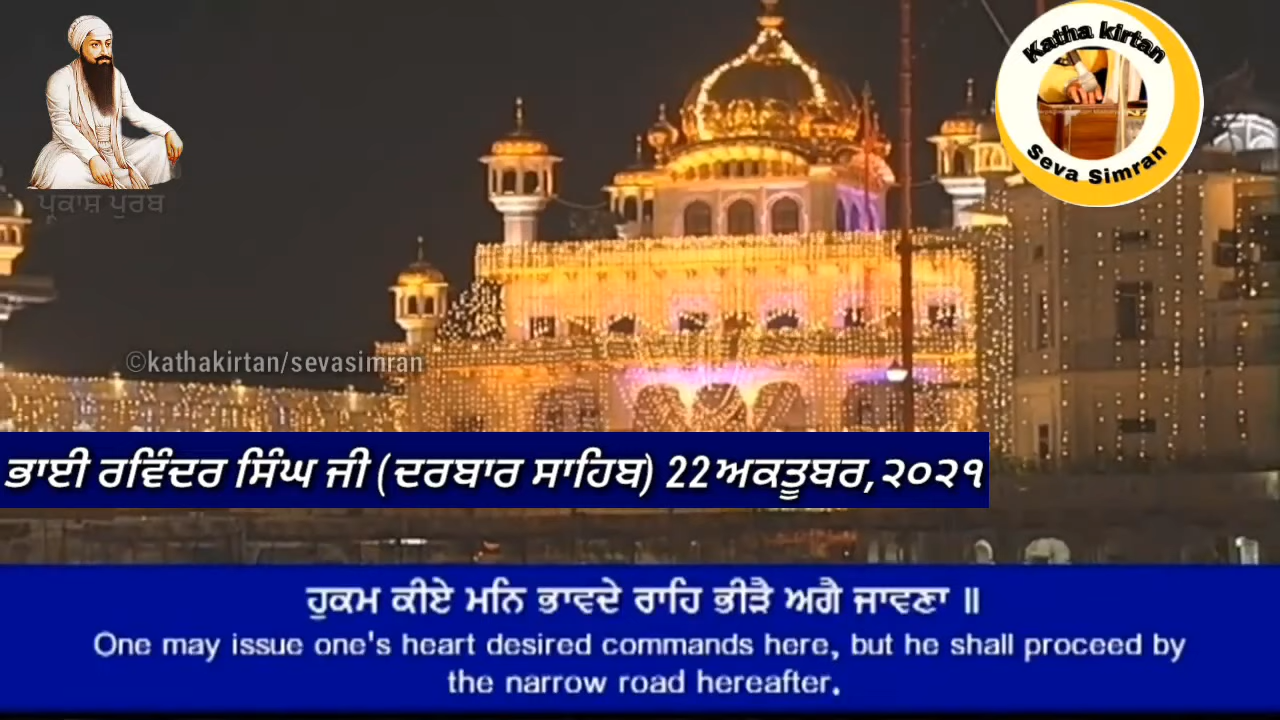 Katha kirtan
Seva Simran
ਪ੍ਰਕਾਸ਼ ਪੁਰਬ
©kathakirtan/sevasimran
ਭਾਈ ਰਵਿੰਦਰ ਸਿੰਘ ਜੀ (ਦਰਬਾਰ ਸਾਹਿਬ) 22ਅਕਤੂਬਰ,੨੦੨੧
ਹੁਕਮ ਕੀਏ ਮਨਿ ਭਾਵਦੇ ਰਾਹਿ ਭੀੜੈ ਅਗੈ ਜਾਵਣਾ ॥
One may issue one's heart desired commands here, but he shall proceed by
the narrow road hereafter.